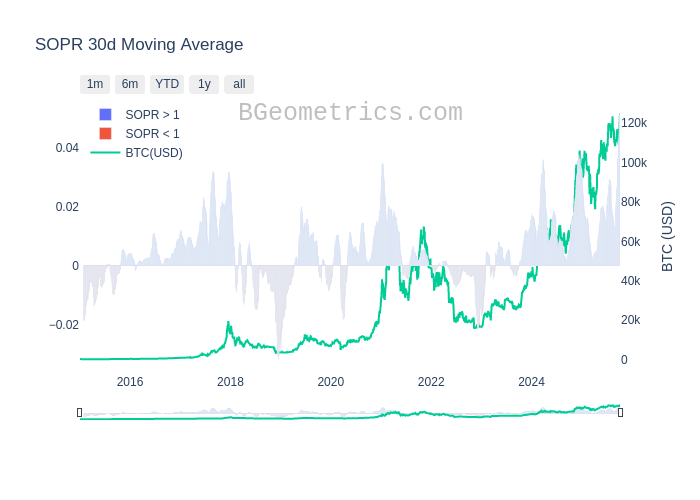 SOPR 30d Moving Average
1m 6m YTD 1y all
BGeometrics.com
SOPR > 1
SOPR < 1
BTC(USD)
0.04
0.02
0
−0.02
120k
100k
80k
60k
40k
20k
0
BTC (USD)
2016 2018 2020 2022 2024